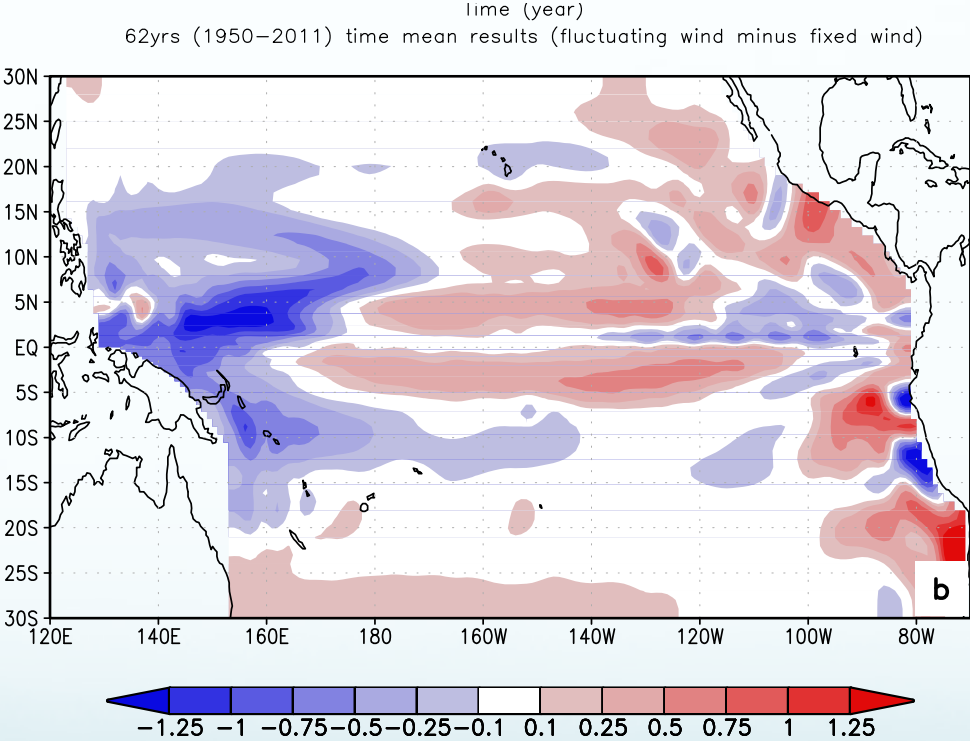 Time (year)
62yrs (1950−2011) time mean results (fluctuating wind minus fixed wind)
30N
25N
20N
15N
10N
5N
EQ
5S
10S
15S
20S
25S
30S
b
120E 140E 160E 180 160W 140W 120W 100W 80W
−1.25 −1 −0.75 −0.5 −0.25 −0.1 0.1 0.25 0.5 0.75 1 1.25